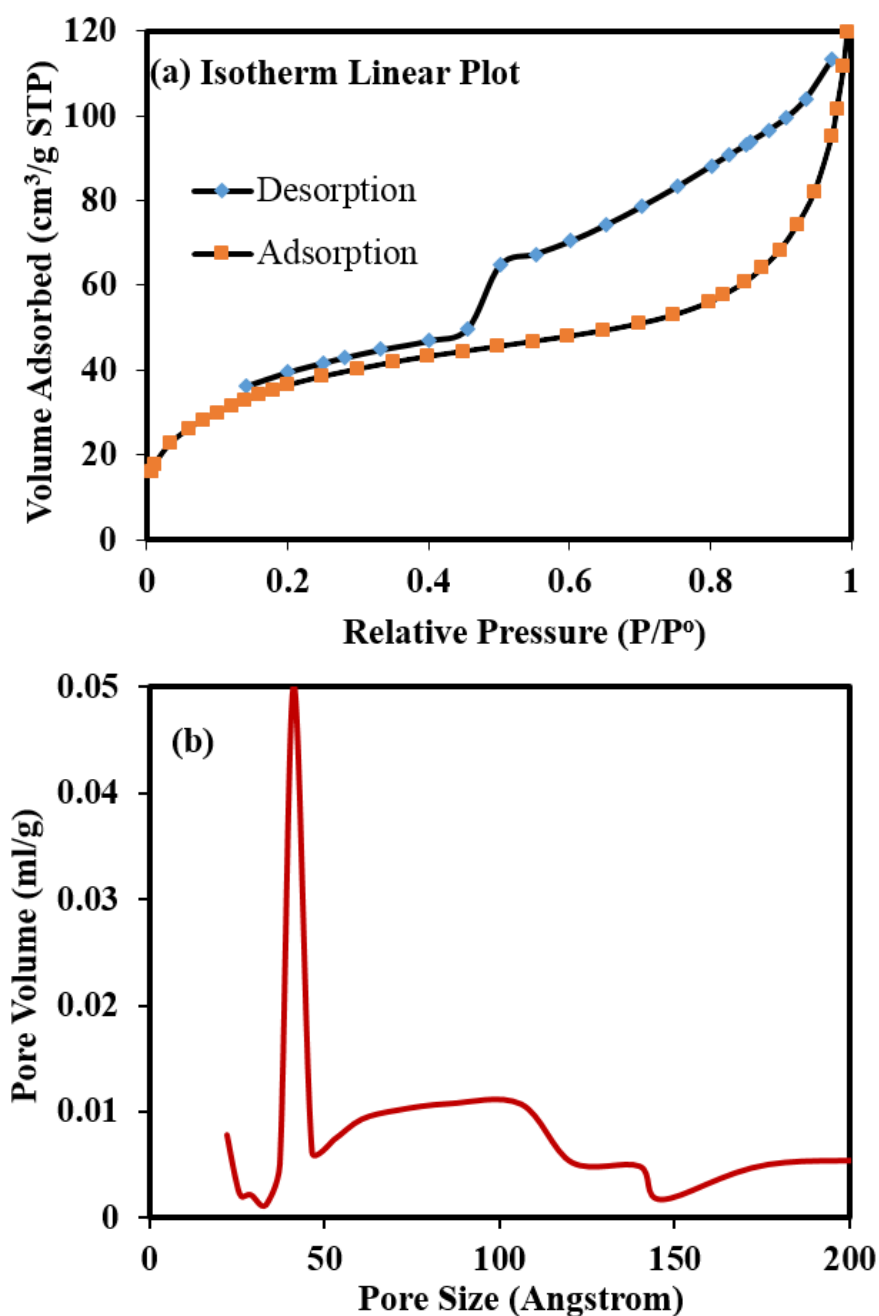 (a) Isotherm Linear Plot
Volume Adsorbed (cm³/g STP)
120
100
80
60
40
20
0
Desorption
Adsorption
0 0.2 0.4 0.6 0.8 1
Relative Pressure (P/Pº)
(b)
Pore Volume (ml/g)
0.05
0.04
0.03
0.02
0.01
0
0 50 100 150 200
Pore Size (Angstrom)